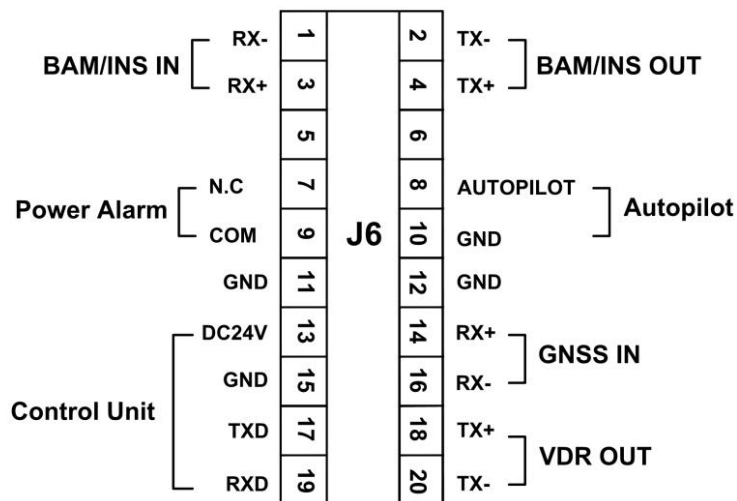 RX- 1 2 TX-
BAM/INS IN BAM/INS OUT
RX+ 3 4 TX+
5 6
N.C 7 8 AUTOPILOT
Power Alarm Autopilot
COM 9 J6 10 GND
GND 11 12 GND
DC24V 13 14 RX+
GNSS IN
GND 15 16 RX-
Control Unit
TXD 17 18 TX+
VDR OUT
RXD 19 20 TX-